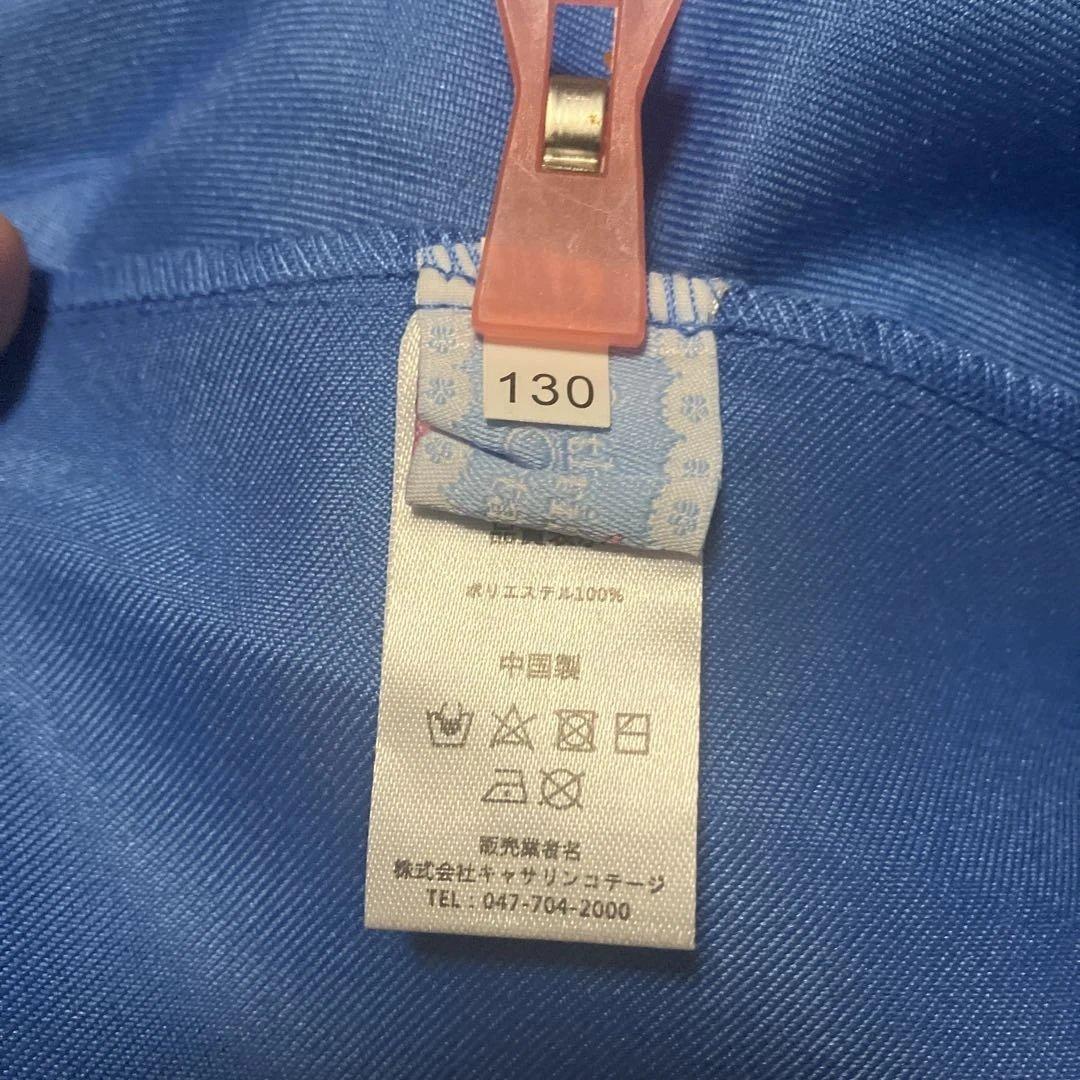 130
ポリエステル100%
中国製
販売業者名
株式会社キャサリンコテージ
TEL : 047-704-2000